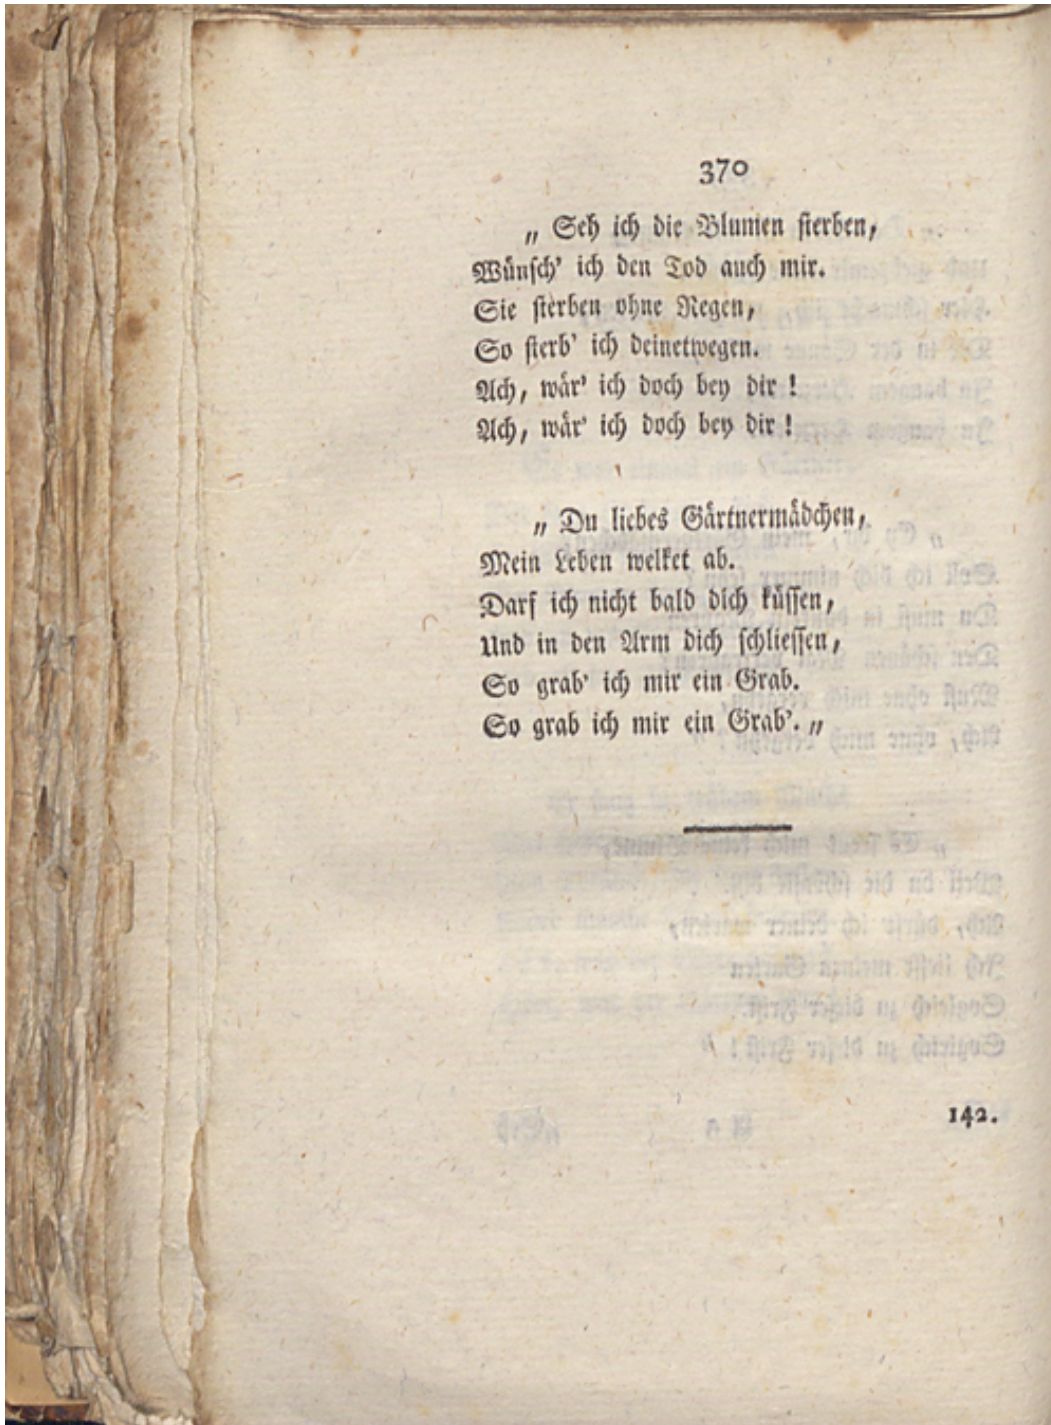 370
„ Seh ich die Blumen sterben,
Wünsch' ich den Tod auch mir.
Sie sterben ohne Regen,
So sterb' ich deinetwegen.
Ach, wär' ich doch bey dir !
Ach, wär' ich doch bey dir !
„ Du liebes Gärtnermädchen,
Mein Leben welket ab.
Darf ich nicht bald dich küssen,
Und in den Arm dich schliessen,
So grab' ich mir ein Grab.
So grab ich mir ein Grab'. „
142.